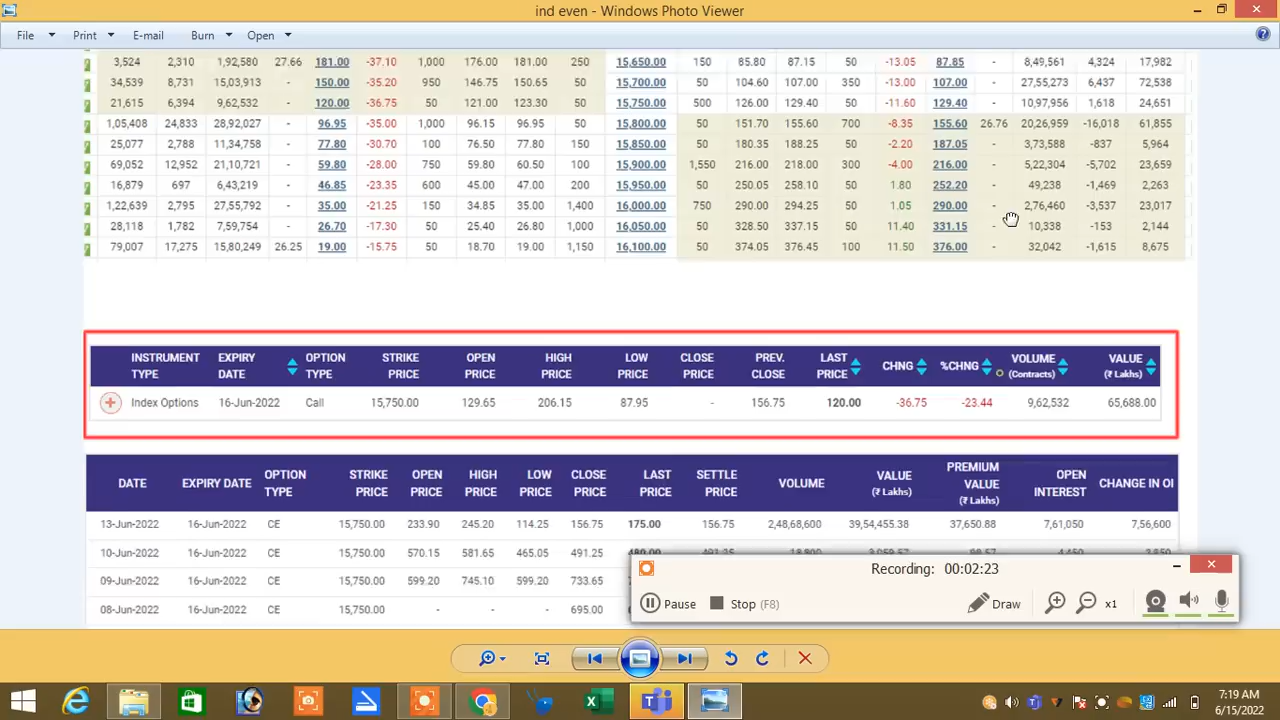 ind even - Windows Photo Viewer
File Print E-mail Burn Open
3,524 2,310 1,92,580 27.66 181.00 -37.10 1,000 176.00 181.00 250 15,650.00 150 85.80 87.15 50 -13.05 87.85 - 8,49,561 4,324 17,982
34,539 8,731 15,03,913 - 150.00 -35.20 950 146.75 150.65 50 15,700.00 50 104.60 107.00 350 -13.00 107.00 - 27,55,273 6,437 72,538
21,615 6,394 9,62,532 - 120.00 -36.75 50 121.00 123.30 50 15,750.00 500 126.00 129.40 50 -11.60 129.40 - 10,97,956 1,618 24,651
1,05,408 24,833 28,92,027 - 96.95 -35.00 1,000 96.15 96.95 50 15,800.00 50 151.70 155.60 700 -8.35 155.60 26.76 20,26,959 -16,018 61,855
25,077 2,788 11,34,758 - 77.80 -30.70 100 76.50 77.80 150 15,850.00 50 180.35 188.25 50 -2.20 187.05 - 3,73,588 -837 5,964
69,052 12,952 21,10,721 - 59.80 -28.00 750 59.80 60.50 100 15,900.00 1,550 216.00 218.00 300 -4.00 216.00 - 5,22,304 -5,702 23,659
16,879 697 6,43,219 - 46.85 -23.35 600 45.00 47.00 200 15,950.00 50 250.05 258.10 50 1.80 252.20 - 49,238 -1,469 2,263
1,22,639 2,795 27,55,792 - 35.00 -21.25 150 34.85 35.00 1,400 16,000.00 750 290.00 294.25 50 1.05 290.00 - 2,76,460 -3,537 23,017
28,118 1,782 7,59,754 - 26.70 -17.30 100 25.40 26.80 1,000 16,050.00 50 328.50 337.15 50 11.40 331.15 - 10,338 -153 2,144
79,007 17,275 15,80,249 26.25 19.00 -15.75 50 18.70 19.00 1,150 16,100.00 50 374.05 376.45 100 11.50 376.00 - 32,042 -1,615 8,675
INSTRUMENT TYPE EXPIRY DATE OPTION TYPE STRIKE PRICE OPEN PRICE HIGH PRICE LOW PRICE CLOSE PRICE PREV. CLOSE LAST PRICE CHNG %CHNG VOLUME (Contracts) VALUE (₹ Lakhs)
Index Options 16-Jun-2022 Call 15,750.00 129.65 206.15 87.95 - 156.75 120.00 -36.75 -23.44 9,62,532 65,688.00
DATE EXPIRY DATE OPTION TYPE STRIKE PRICE OPEN PRICE HIGH PRICE LOW PRICE CLOSE PRICE LAST PRICE SETTLE PRICE VOLUME VALUE (₹ Lakhs) PREMIUM VALUE (₹ Lakhs) OPEN INTEREST CHANGE IN OI
13-Jun-2022 16-Jun-2022 CE 15,750.00 233.90 245.20 114.25 156.75 175.00 156.75 2,48,68,600 39,54,455.38 37,650.88 7,61,050 7,56,600
10-Jun-2022 16-Jun-2022 CE 15,750.00 570.15 581.65 465.05 491.25
09-Jun-2022 16-Jun-2022 CE 15,750.00 599.20 745.10 599.20 733.65
08-Jun-2022 16-Jun-2022 CE 15,750.00 - - - 695.00
Recording: 00:02:23
Pause Stop (F8) Draw x1
7:19 AM
6/15/2022